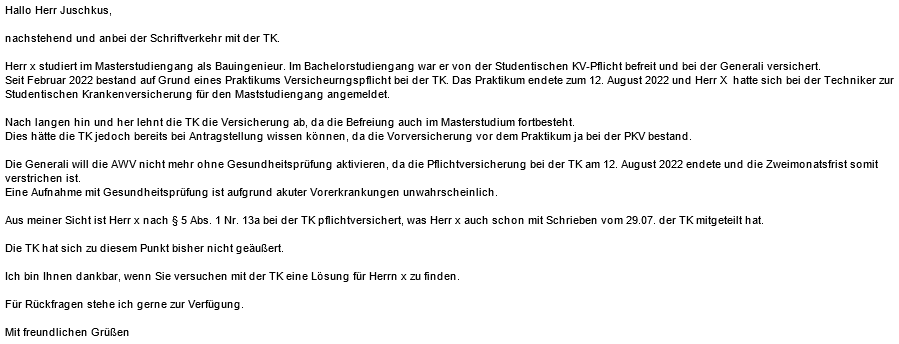 Hallo Herr Juschkus,
nachstehend und anbei der Schriftverkehr mit der TK.
Herr x studiert im Masterstudiengang als Bauingenieur. Im Bachelorstudiengang war er von der Studentischen KV-Pflicht befreit und bei der Generali versichert.
Seit Februar 2022 bestand auf Grund eines Praktikums Versicheurngspflicht bei der TK. Das Praktikum endete zum 12. August 2022 und Herr X  hatte sich bei der Techniker zur
Studentischen Krankenversicherung für den Maststudiengang angemeldet.
Nach langen hin und her lehnt die TK die Versicherung ab, da die Befreiung auch im Masterstudium fortbesteht.
Dies hätte die TK jedoch bereits bei Antragstellung wissen können, da die Vorversicherung vor dem Praktikum ja bei der PKV bestand.
Die Generali will die AWV nicht mehr ohne Gesundheitsprüfung aktivieren, da die Pflichtversicherung bei der TK am 12. August 2022 endete und die Zweimonatsfrist somit
verstrichen ist.
Eine Aufnahme mit Gesundheitsprüfung ist aufgrund akuter Vorerkrankungen unwahrscheinlich.
Aus meiner Sicht ist Herr x nach § 5 Abs. 1 Nr. 13a bei der TK pflichtversichert, was Herr x auch schon mit Schrieben vom 29.07. der TK mitgeteilt hat.
Die TK hat sich zu diesem Punkt bisher nicht geäußert.
Ich bin Ihnen dankbar, wenn Sie versuchen mit der TK eine Lösung für Herrn x zu finden.
Für Rückfragen stehe ich gerne zur Verfügung.
Mit freundlichen Grüßen